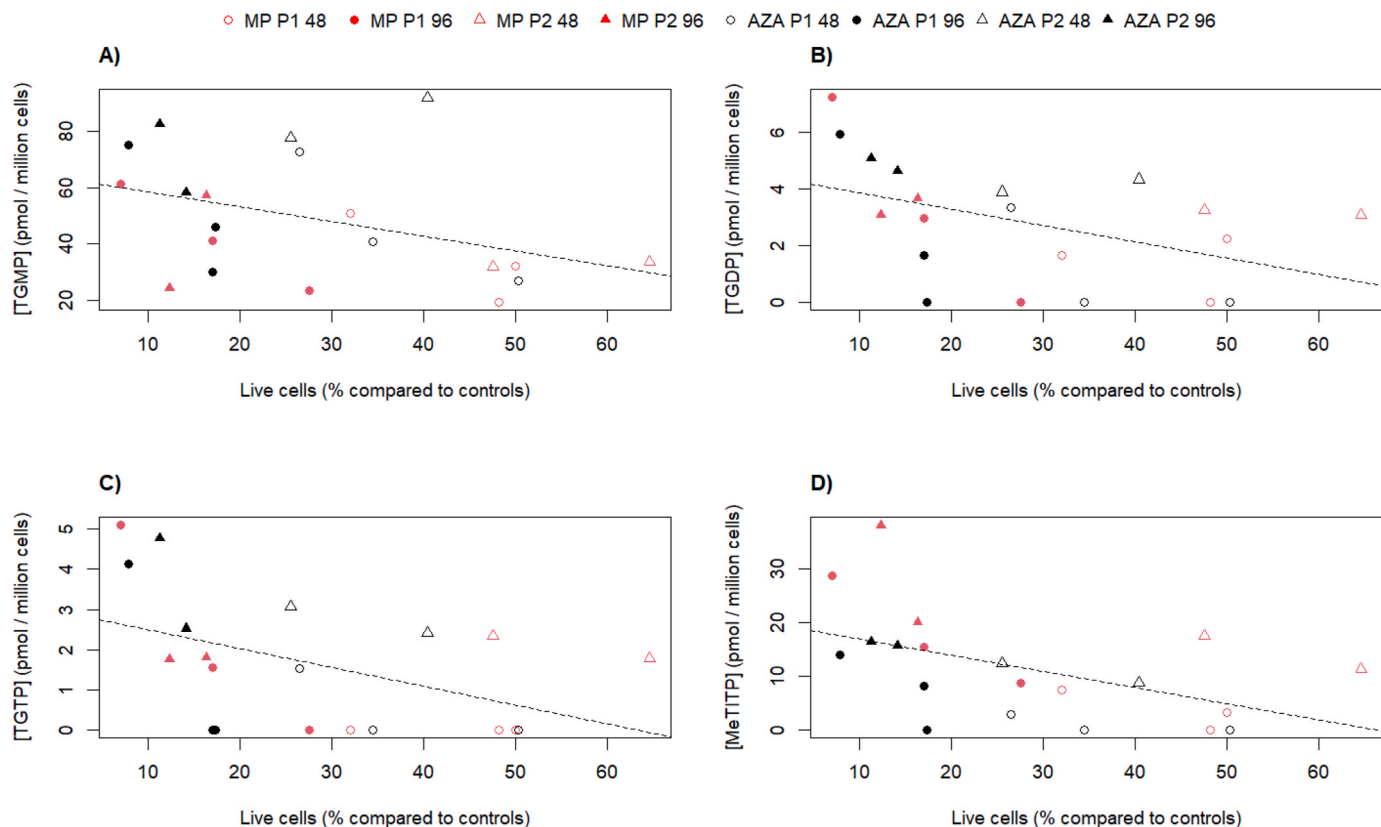 MP P1 48 MP P1 96 MP P2 48 MP P2 96 AZA P1 48 AZA P1 96 AZA P2 48 AZA P2 96
A)
[TGMP] (pmol / million cells)
20 40 60 80
10 20 30 40 50 60
Live cells (% compared to controls)
B)
[TGDP] (pmol / million cells)
0 2 4 6
10 20 30 40 50 60
Live cells (% compared to controls)
C)
[TGTP] (pmol / million cells)
0 1 2 3 4 5
10 20 30 40 50 60
Live cells (% compared to controls)
D)
[MeTITP] (pmol / million cells)
0 10 20 30
10 20 30 40 50 60
Live cells (% compared to controls)